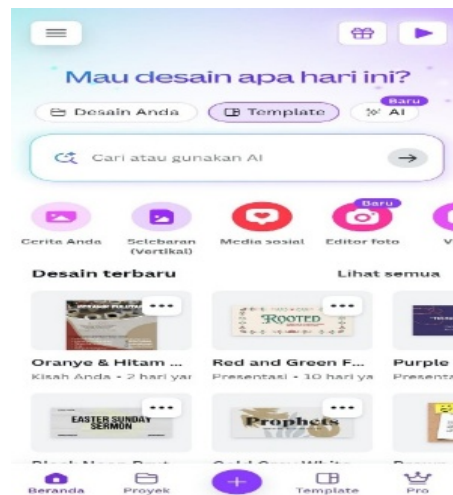 Mau desain apa hari ini?
Desain Anda
Template
Baru
AI
Cari atau gunakan AI
Baru
Cerita Anda
Selebaran
(Vertikal)
Media sosial
Editor foto
Desain terbaru
Lihat semua
ROOTED
Oranye & Hitam ...
Red and Green F...
Purple
Kisah Anda • 2 hari yar
Presentasi • 10 hari ya
Presenta
EASTER SUNDAY
SERMON
Prophets
Beranda
Proyek
Template
Pro